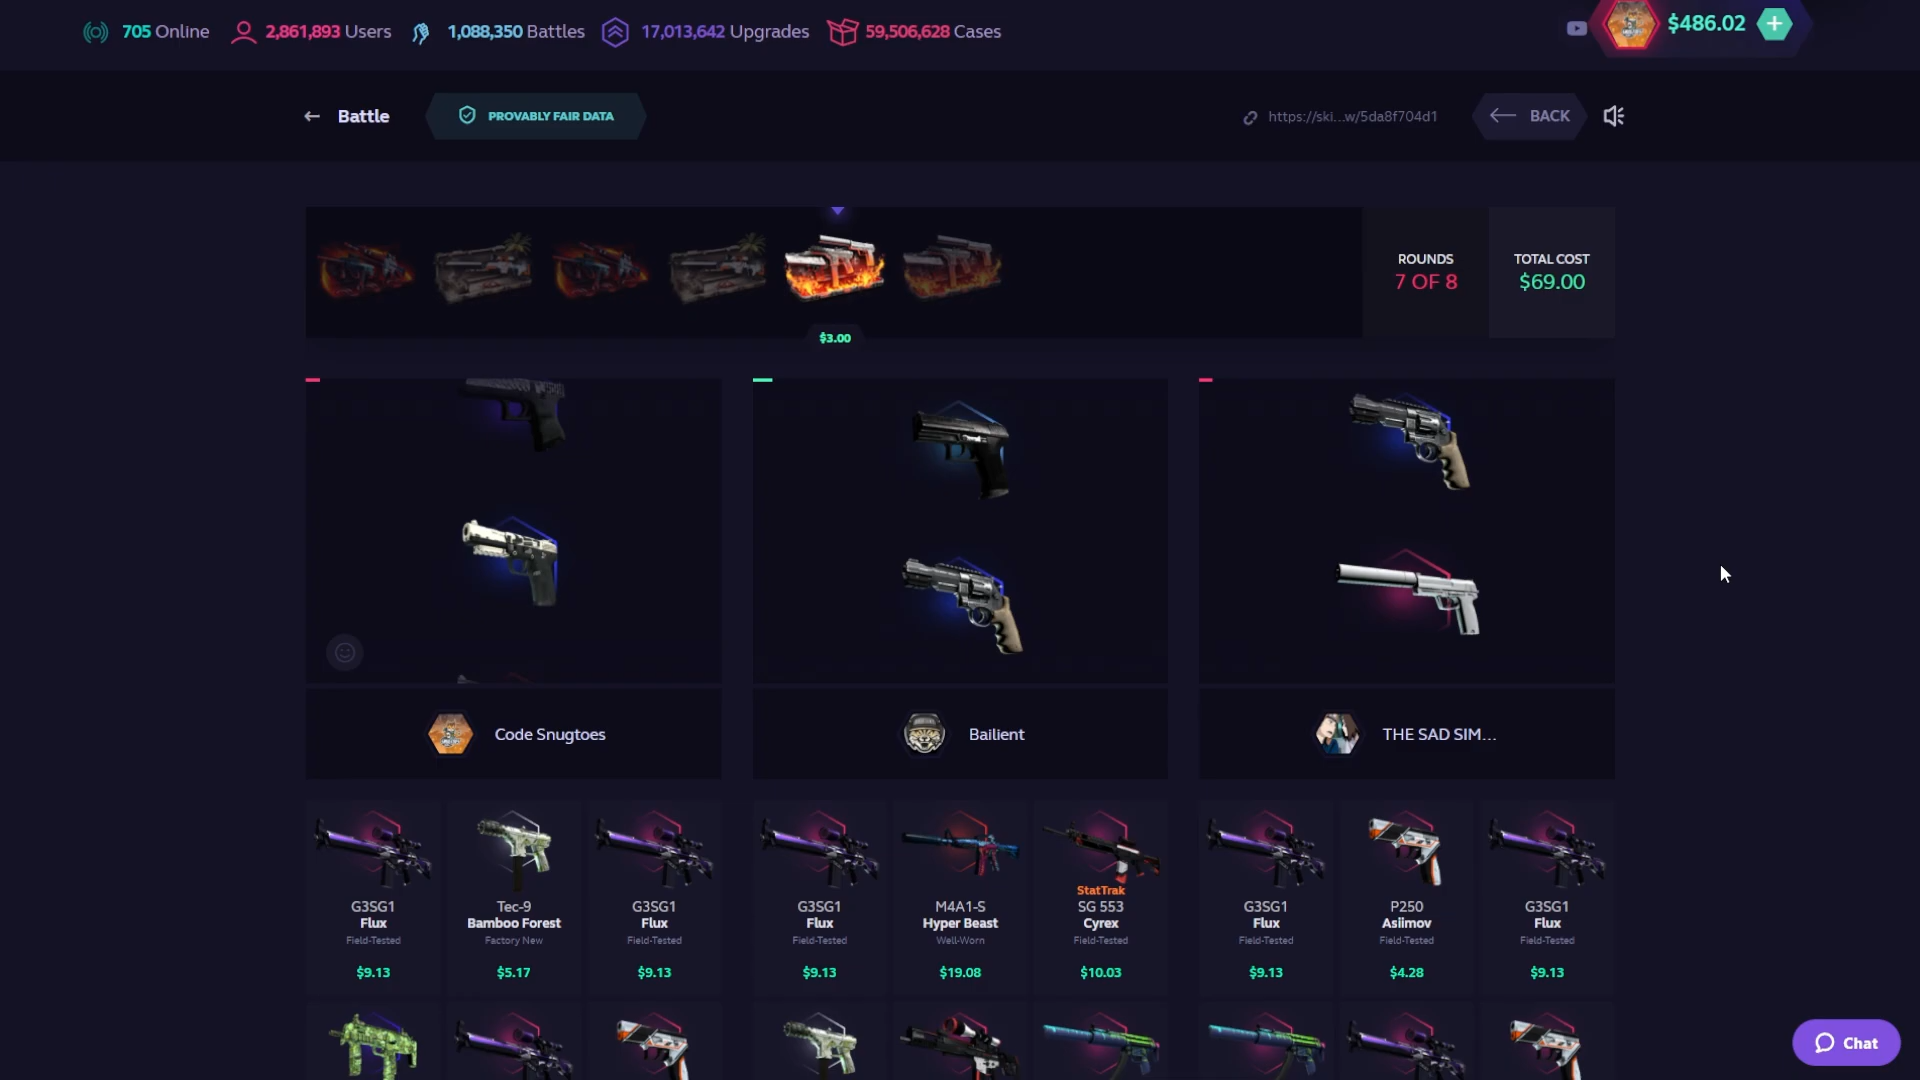 705 Online
2,861,893 Users
1,088,350 Battles
17,013,642 Upgrades
59,506,628 Cases
$486.02
Battle
PROVABLY FAIR DATA
https://ski...w/5da8f704d1
BACK
ROUNDS
7 OF 8
TOTAL COST
$69.00
$3.00
Code Snugtoes
Bailient
THE SAD SIM...
G3SG1
Flux
Field-Tested
$9.13
Tec-9
Bamboo Forest
Factory New
$5.17
G3SG1
Flux
Field-Tested
$9.13
G3SG1
Flux
Field-Tested
$9.13
M4A1-S
Hyper Beast
Well-Worn
$19.08
StatTrak
SG 553
Cyrex
Field-Tested
$10.03
G3SG1
Flux
Field-Tested
$9.13
P250
Asiimov
Field-Tested
$4.28
G3SG1
Flux
Field-Tested
$9.13
Chat